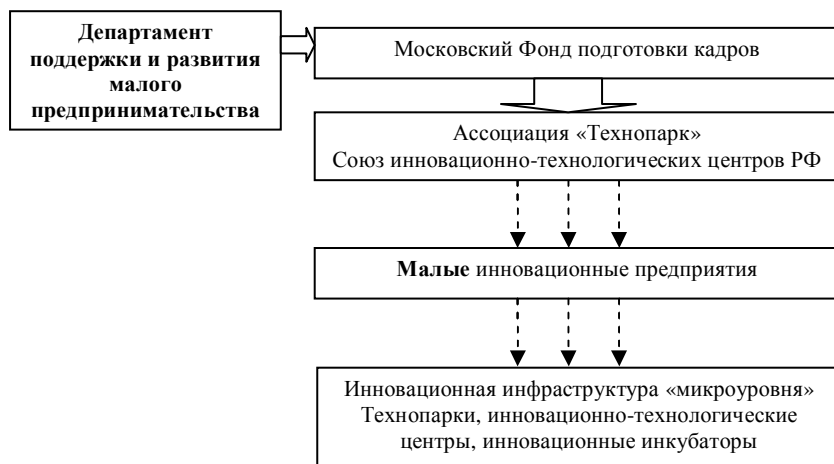 Департамент
поддержки и развития
малого
предпринимательства
Московский Фонд подготовки кадров
Ассоциация «Технопарк»
Союз инновационно-технологических центров РФ
Малые инновационные предприятия
Инновационная инфраструктура «микроуровня»
Технопарки, инновационно-технологические
центры, инновационные инкубаторы